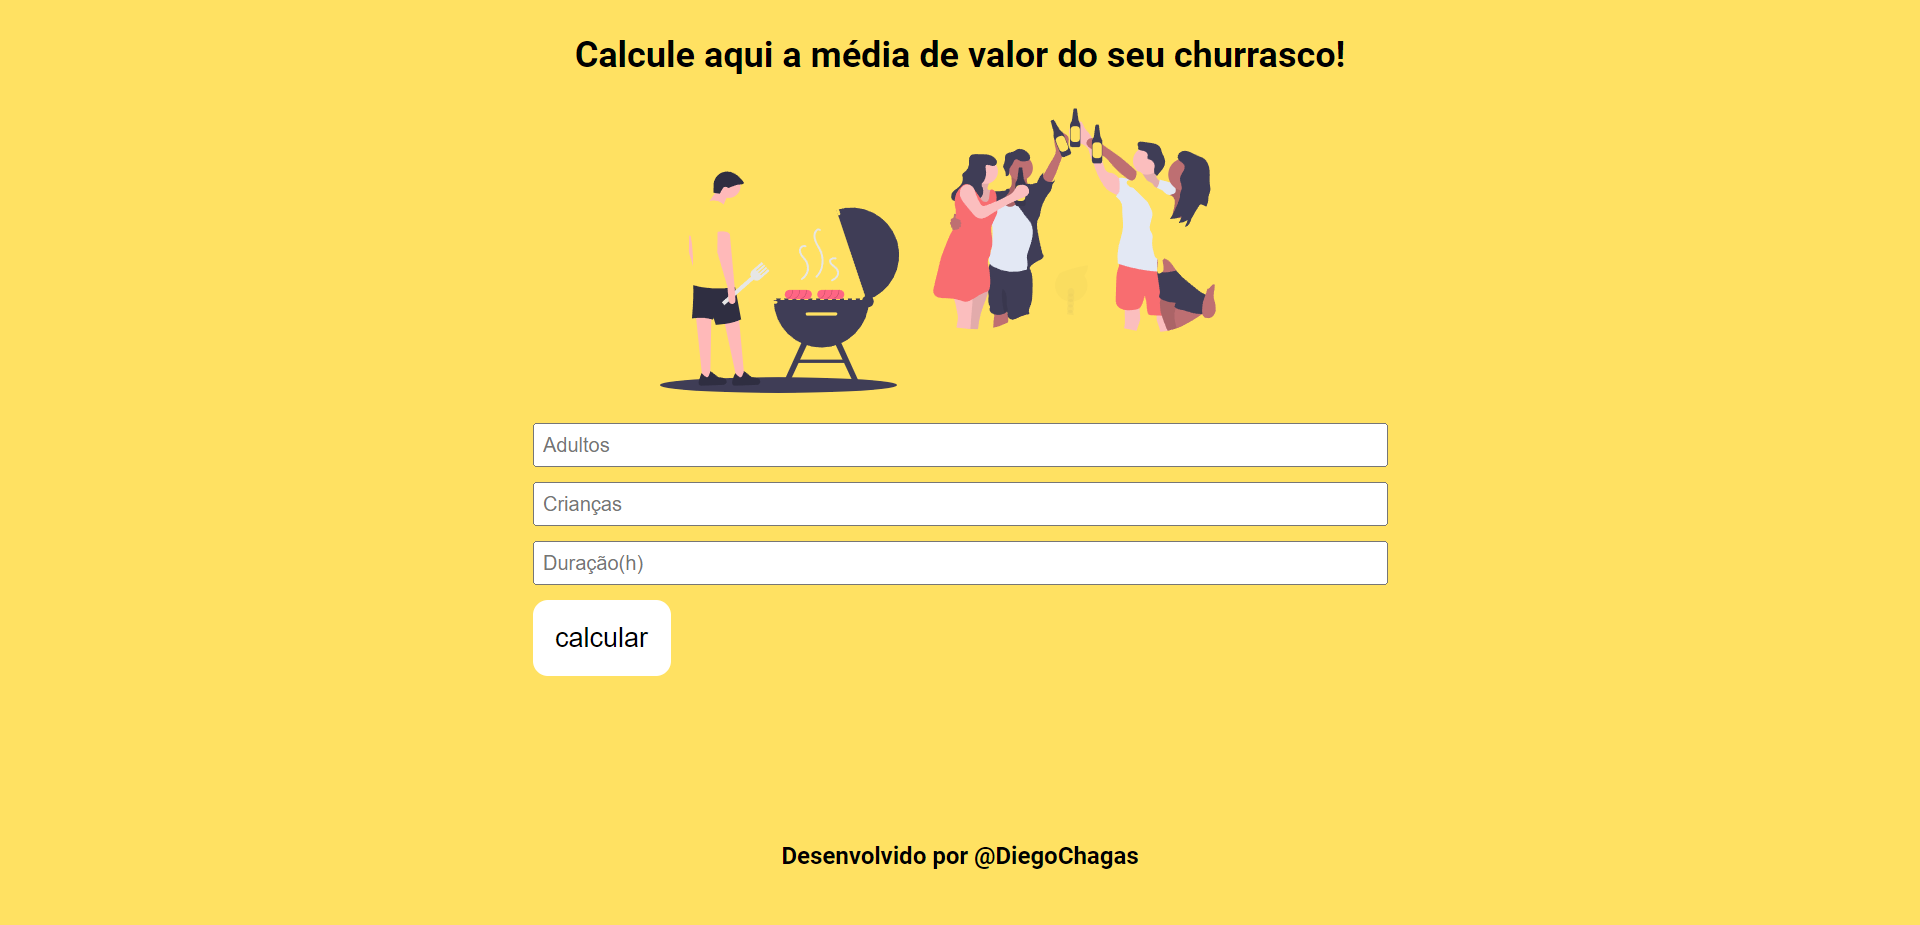 Calcule aqui a média de valor do seu churrasco!
Adultos
Crianças
Duração(h)
calcular
Desenvolvido por @DiegoChagas